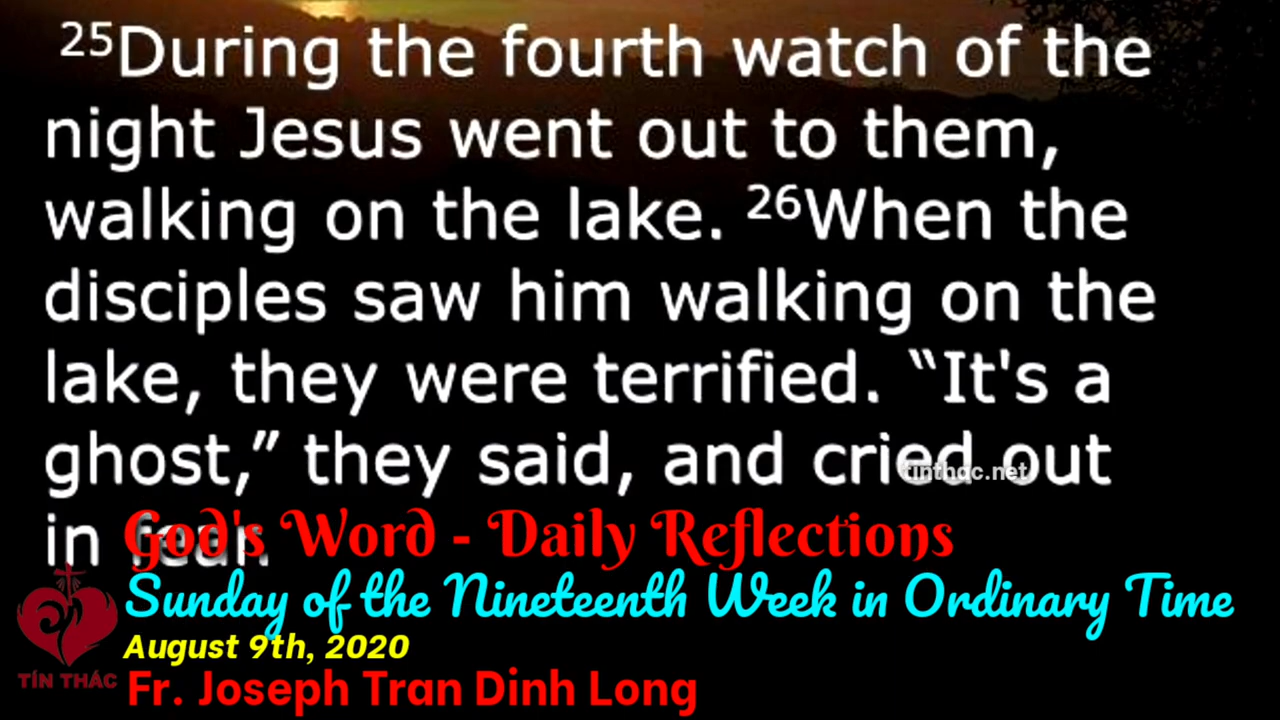 ²⁵During the fourth watch of the
night Jesus went out to them,
walking on the lake. ²⁶When the
disciples saw him walking on the
lake, they were terrified. “It's a
ghost,” they said, and cried out
tinthac.net
in fear.
God's Word - Daily Reflections
Sunday of the Nineteenth Week in Ordinary Time
August 9th, 2020
TÍN THÁC
Fr. Joseph Tran Dinh Long